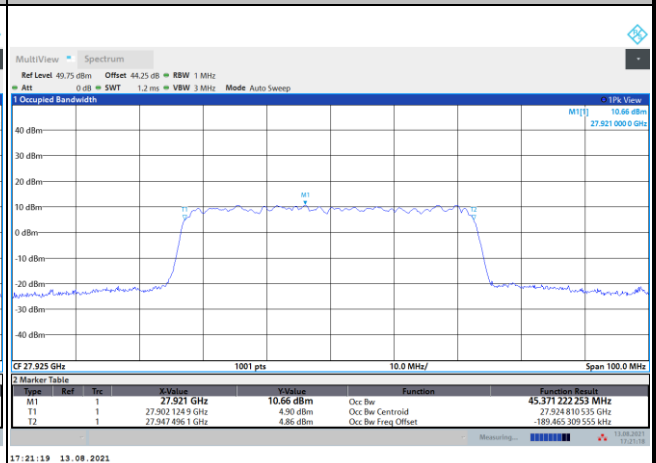 MultiView Spectrum
Ref Level 49.75 dBm Offset 44.25 dB RBW 1 MHz
Att 0 dB SWT 1.2 ms VBW 3 MHz Mode Auto Sweep
1 Occupied Bandwidth 1Pk View
M1[1] 10.66 dBm
27.921 000 0 GHz
40 dBm
30 dBm
20 dBm
M1
10 dBm
T1 T2
0 dBm
-10 dBm
-20 dBm
-30 dBm
-40 dBm
CF 27.925 GHz 1001 pts 10.0 MHz/ Span 100.0 MHz
2 Marker Table
Type Ref Trc X-Value Y-Value Function Function Result
M1 1 27.921 GHz 10.66 dBm Occ Bw 45.371 222 253 MHz
T1 1 27.902 124 9 GHz 4.90 dBm Occ Bw Centroid 27.924 810 535 GHz
T2 1 27.947 496 1 GHz 4.86 dBm Occ Bw Freq Offset -189.465 309 555 kHz
Measuring... 13.08.2021
17:21:18
17:21:19 13.08.2021